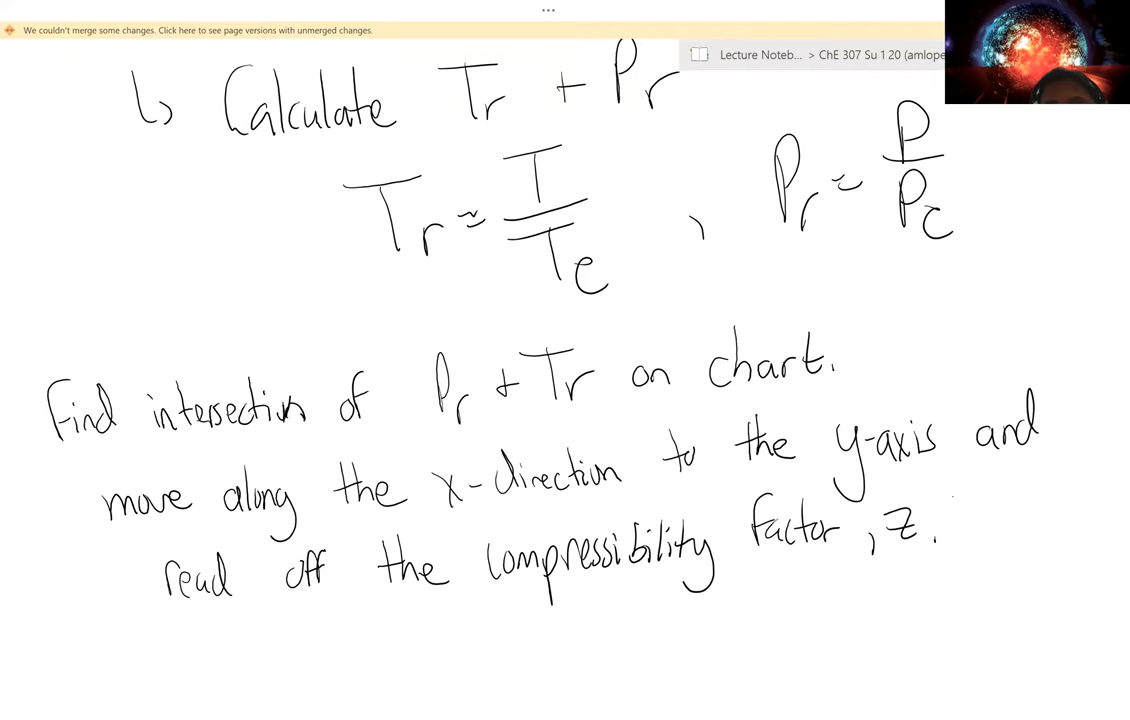 We couldn't merge some changes. Click here to see page versions with unmerged changes.
Lecture Noteb... > ChE 307 Su 1 20 (amlope
↳ Calculate Tr + Pr
Tr = T/Tc , Pr = P/Pc
Find intersection of Pr + Tr on chart.
move along the x-direction to the y-axis and
read off the compressibility factor, z.